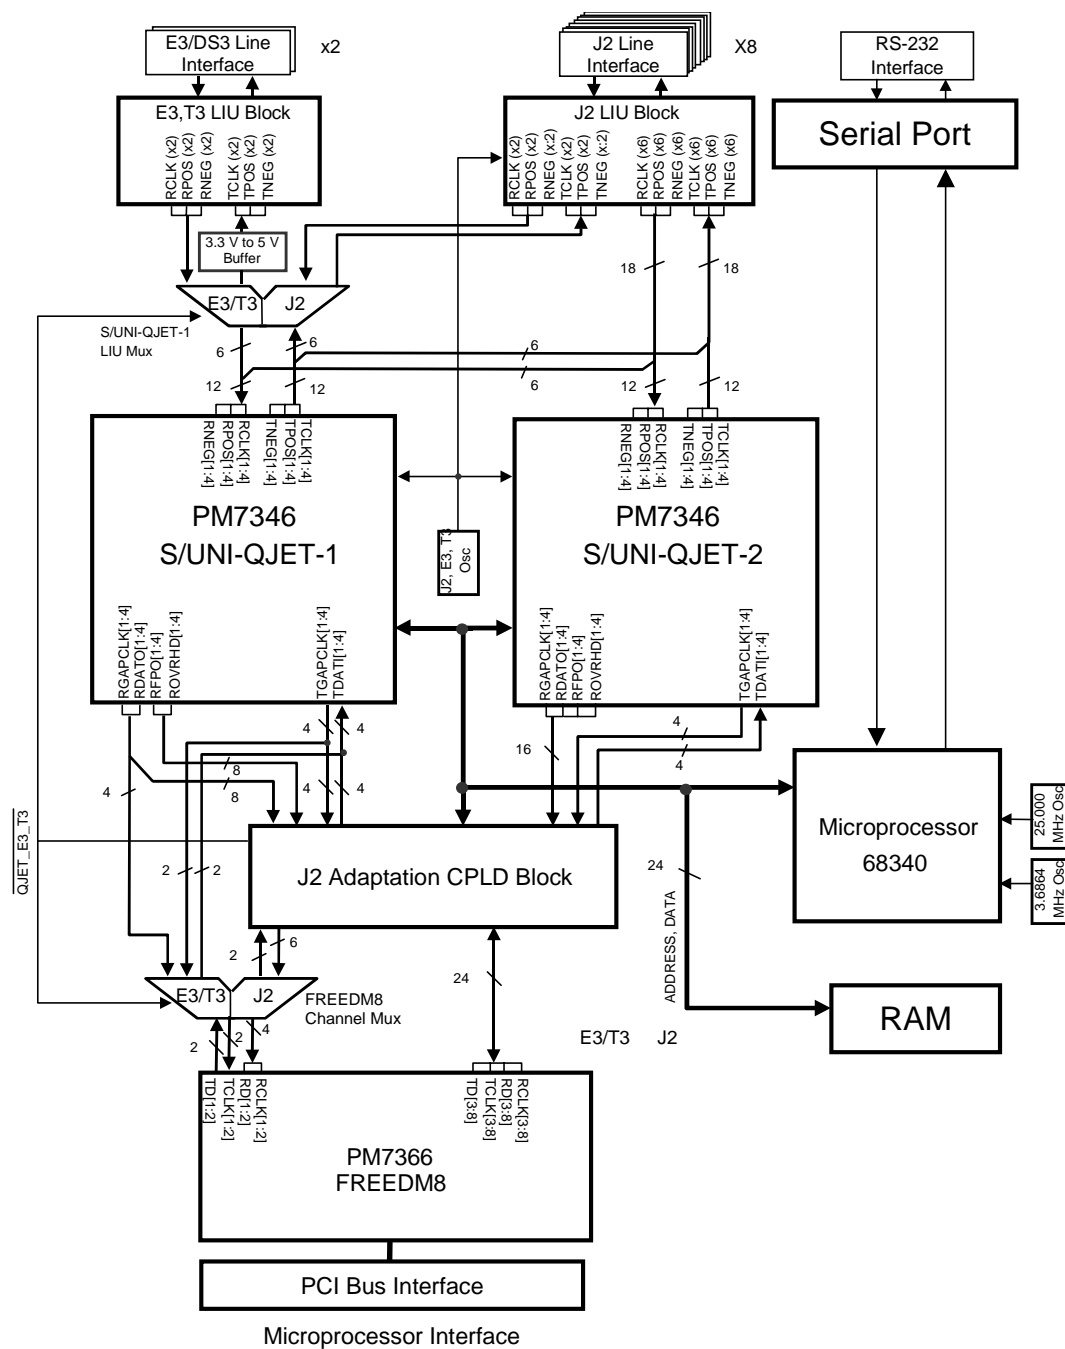 E3/DS3 Line
Interface
x2
J2 Line
Interface
X8
RS-232
Interface
E3,T3 LIU Block
RCLK (x2)
RPOS (x2)
RNEG (x2)
TCLK (x2)
TPOS (x2)
TNEG (x2)
J2 LIU Block
RCLK (x2)
RPOS (x2)
RNEG (x:2)
TCLK (x2)
TPOS (x2)
TNEG (x:2)
RCLK (x6)
RPOS (x6)
RNEG (x6)
TCLK (x6)
TPOS (x6)
TNEG (x6)
Serial Port
3.3 V to 5 V
Buffer
18
18
E3/T3
J2
S/UNI-QJET-1
LIU Mux
6
6
6
6
12
12
12
12
RNEG[1:4]
RPOS[1:4]
RCLK[1:4]
TNEG[1:4]
TPOS[1:4]
TCLK[1:4]
RNEG[1:4]
RPOS[1:4]
RCLK[1:4]
TNEG[1:4]
TPOS[1:4]
TCLK[1:4]
PM7346
S/UNI-QJET-1
J2, E3, T3
Osc
PM7346
S/UNI-QJET-2
RGAPCLK[1:4]
RDATO[1:4]
RFPO[1:4]
ROVRHD[1:4]
TGAPCLK[1:4]
TDATI[1:4]
RGAPCLK[1:4]
RDATO[1:4]
RFPO[1:4]
ROVRHD[1:4]
TGAPCLK[1:4]
TDATI[1:4]
4
4
4
16
4
4
8
8
4
4
QJET_E3_T3
J2 Adaptation CPLD Block
Microprocessor
68340
25.000
MHz Osc
3.6864
MHz Osc
2
2
24
ADDRESS, DATA
2
6
24
E3/T3
J2
FREEDM8
Channel Mux
RAM
2
2
4
E3/T3
J2
TD[1:2]
TCLK[1:2]
RD[1:2]
RCLK[1:2]
TD[3:8]
TCLK[3:8]
RD[3:8]
RCLK[3:8]
PM7366
FREEDM8
PCI Bus Interface
Microprocessor Interface